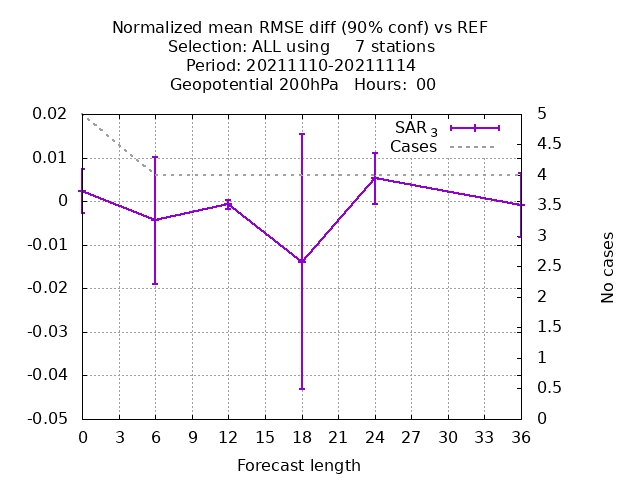 Normalized mean RMSE diff (90% conf) vs REF
Selection: ALL using 7 stations
Period: 20211110-20211114
Geopotential 200hPa Hours: 00
SAR 3
Cases
0.02
0.01
0
-0.01
-0.02
-0.03
-0.04
-0.05
5
4.5
4
3.5
3
2.5
2
1.5
1
0.5
0
No cases
0 3 6 9 12 15 18 21 24 27 30 33 36
Forecast length